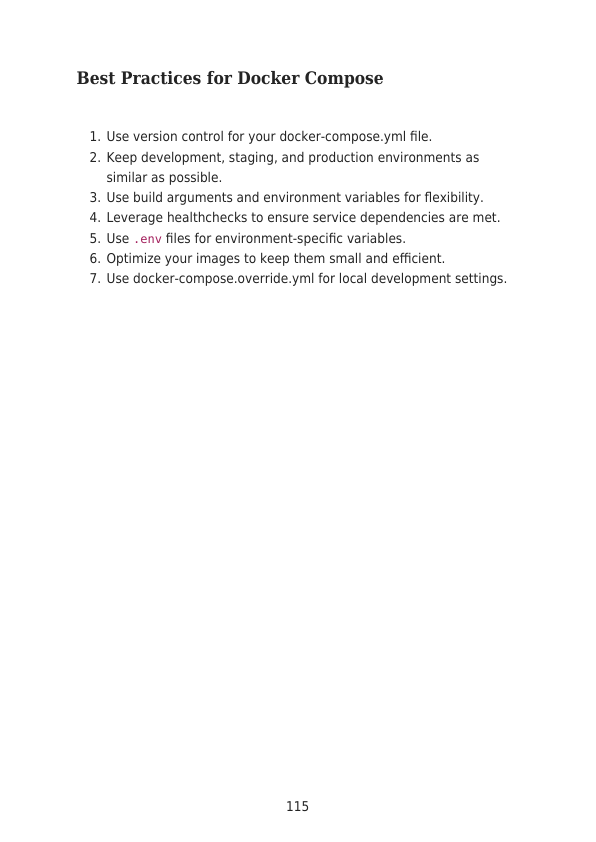 Best Practices for Docker Compose
1. Use version control for your docker-compose.yml file.
2. Keep development, staging, and production environments as
similar as possible.
3. Use build arguments and environment variables for flexibility.
4. Leverage healthchecks to ensure service dependencies are met.
5. Use .env files for environment-specific variables.
6. Optimize your images to keep them small and efficient.
7. Use docker-compose.override.yml for local development settings.
115